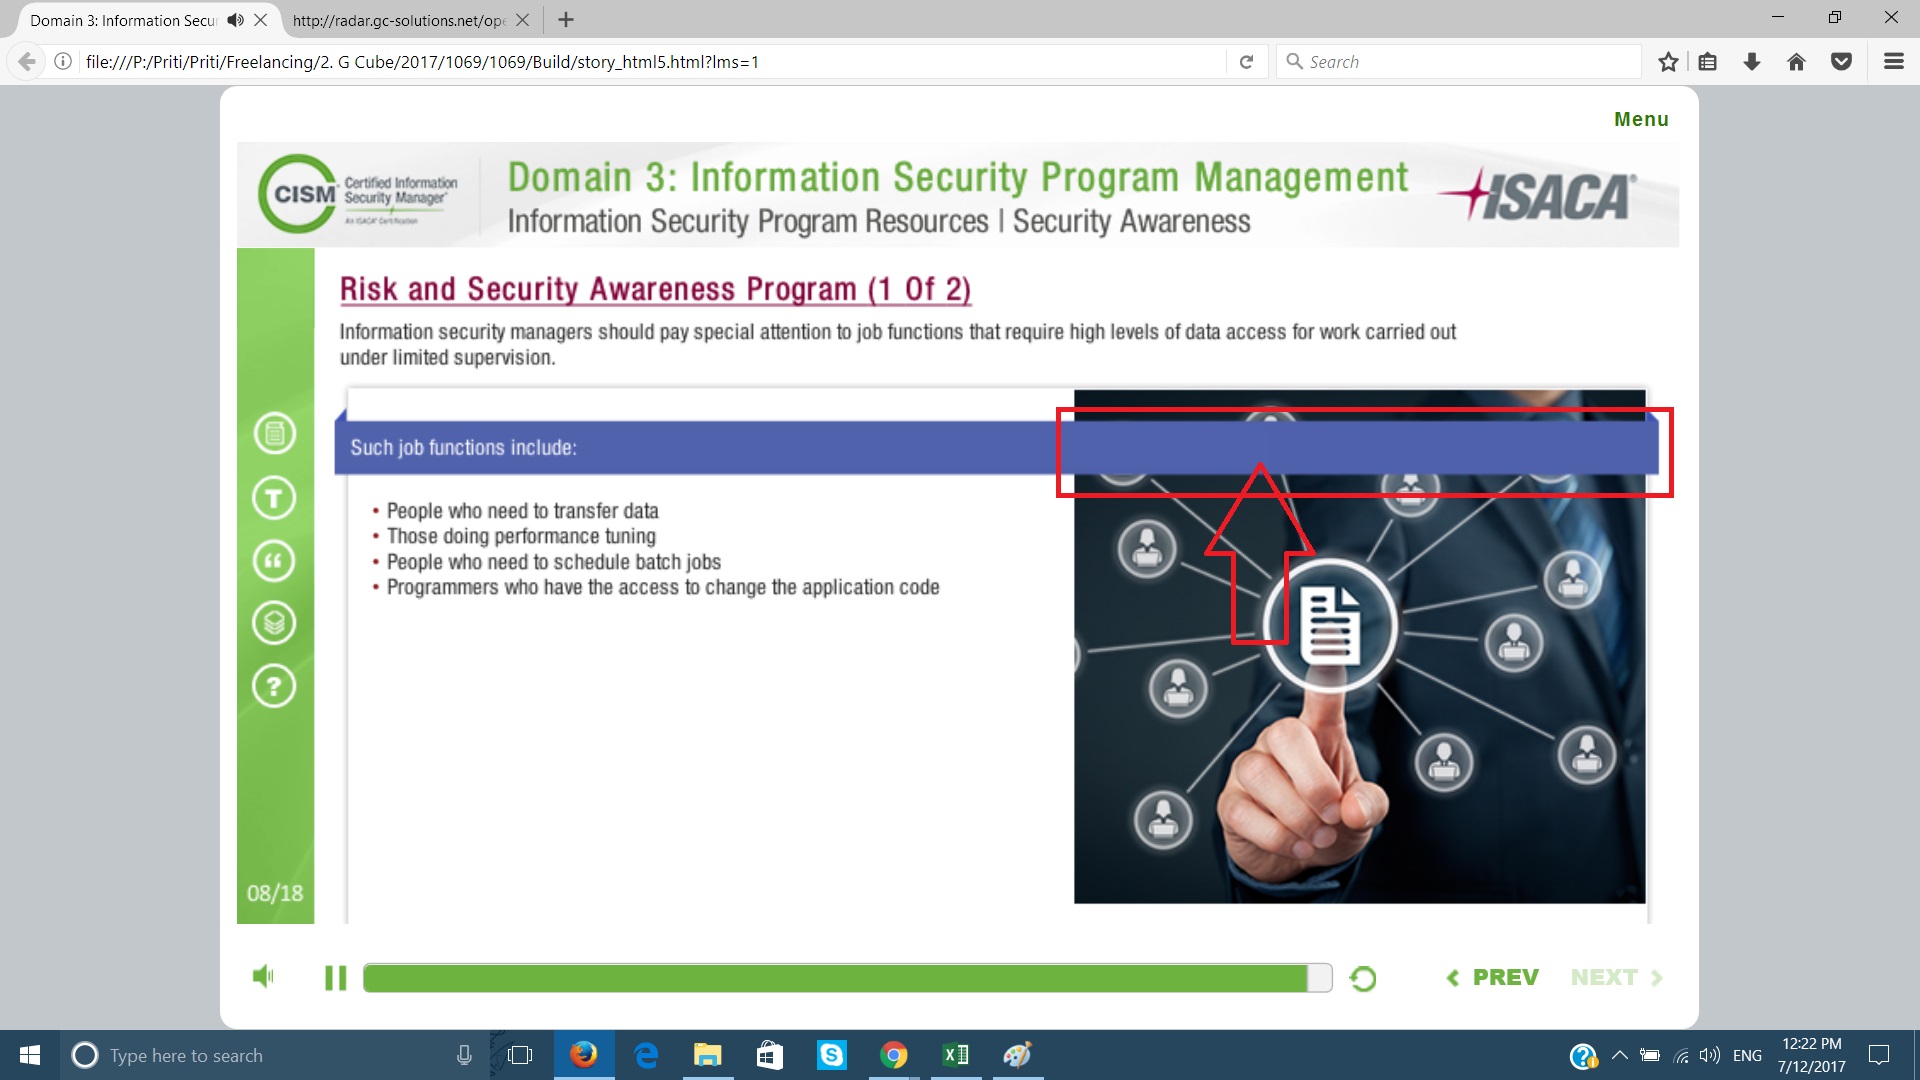 Domain 3: Information Secur
http://radar.gc-solutions.net/ope
file:///P:/Priti/Priti/Freelancing/2. G Cube/2017/1069/1069/Build/story_html5.html?lms=1
Search
Menu
CISM
Certified Information
Security Manager®
An ISACA® Certification
Domain 3: Information Security Program Management
Information Security Program Resources | Security Awareness
ISACA®
Risk and Security Awareness Program (1 Of 2)
Information security managers should pay special attention to job functions that require high levels of data access for work carried out
under limited supervision.
Such job functions include:
• People who need to transfer data
• Those doing performance tuning
• People who need to schedule batch jobs
• Programmers who have the access to change the application code
T
“
?
08/18
PREV
NEXT
Type here to search
ENG
12:22 PM
7/12/2017